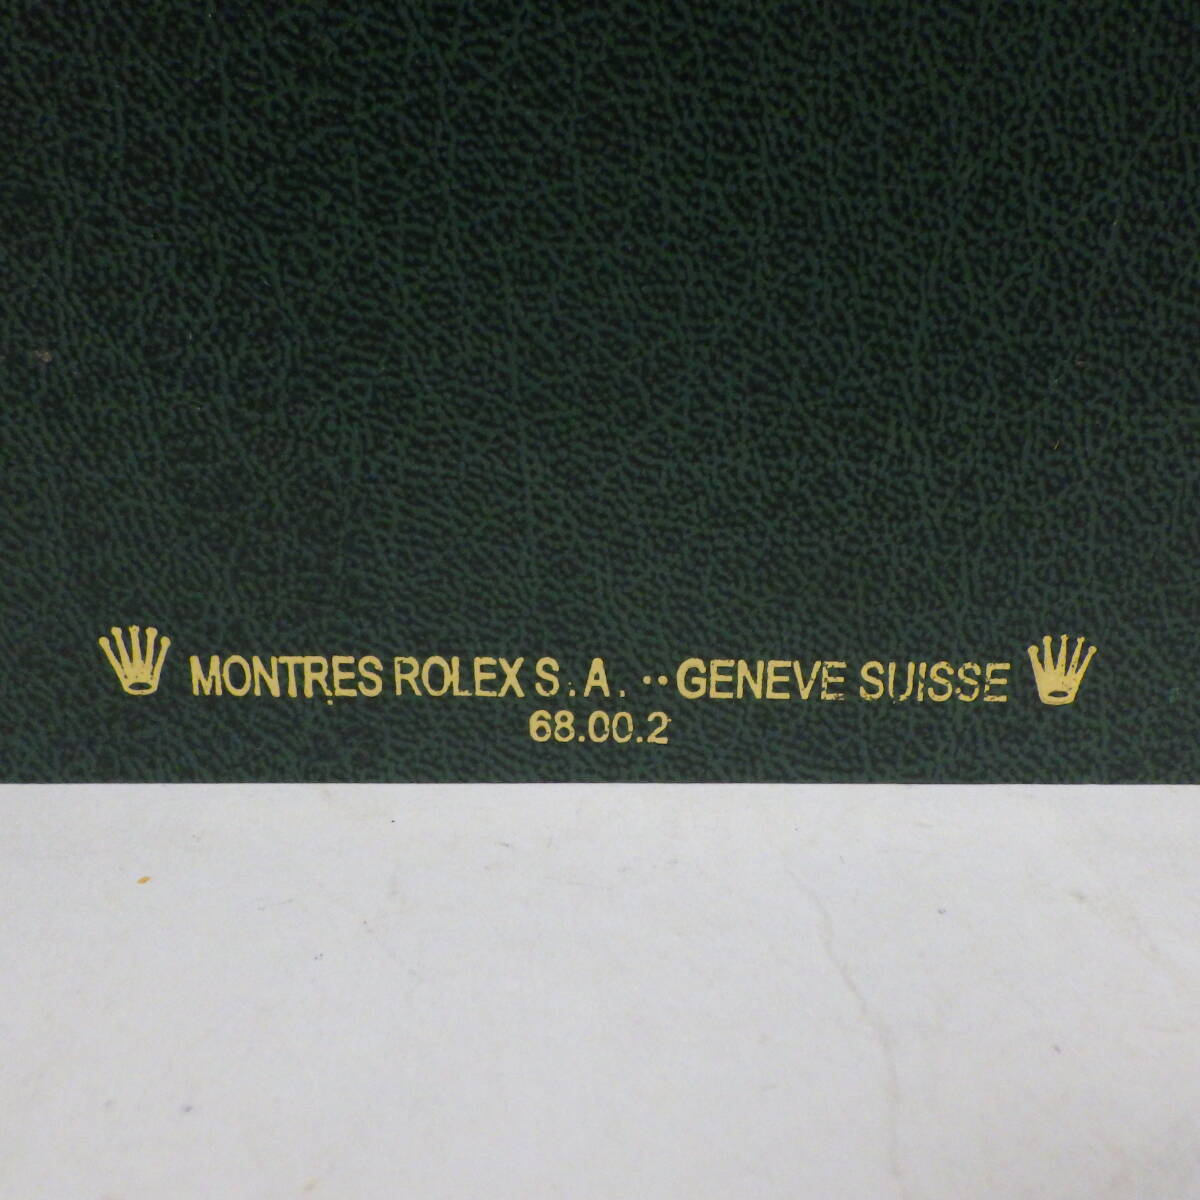 MONTRES ROLEX S.A. ·· GENEVE SUISSE
68.00.2